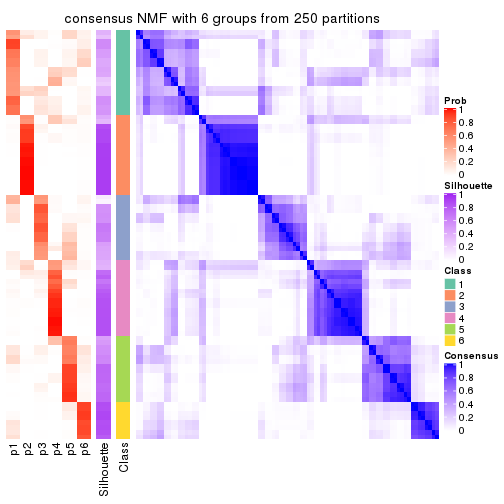 consensus NMF with 6 groups from 250 partitions
Prob
1
0.8
0.6
0.4
0.2
0
Silhouette
1
0.8
0.6
0.4
0.2
0
Class
1
2
3
4
5
6
Consensus
1
0.8
0.6
0.4
0.2
0
p1
p2
p3
p4
p5
p6
Silhouette
Class